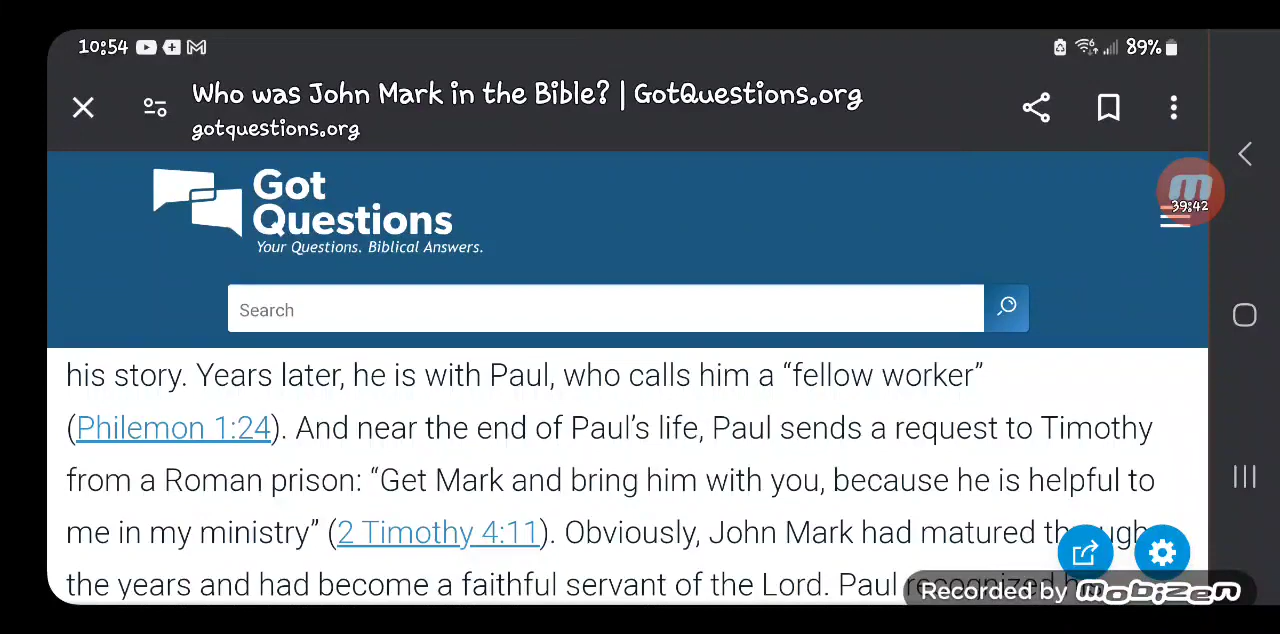 10:54 89%
Who was John Mark in the Bible? | GotQuestions.org
gotquestions.org
39:42
Got
Questions
Your Questions. Biblical Answers.
Search
his story. Years later, he is with Paul, who calls him a “fellow worker”
(Philemon 1:24). And near the end of Paul’s life, Paul sends a request to Timothy
from a Roman prison: “Get Mark and bring him with you, because he is helpful to
me in my ministry” (2 Timothy 4:11). Obviously, John Mark had matured through
the years and had become a faithful servant of the Lord. Paul recognized
Recorded by mobizen